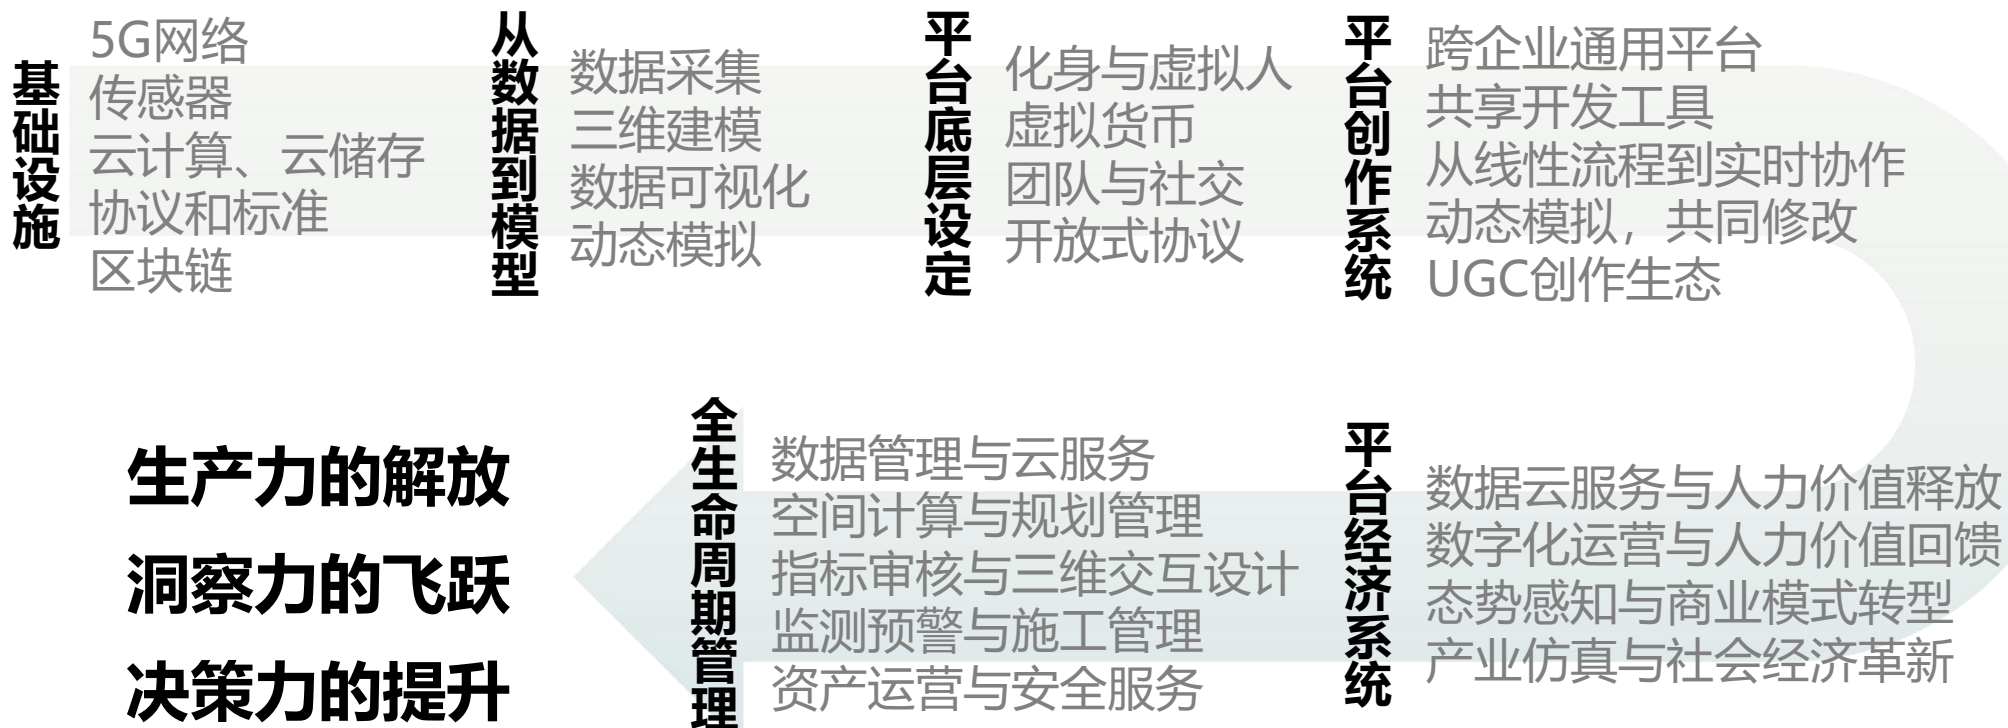 基础设施
5G网络
传感器
云计算、云储存
协议和标准
区块链
从数据到模型
数据采集
三维建模
数据可视化
动态模拟
平台底层设定
化身与虚拟人
虚拟货币
团队与社交
开放式协议
平台创作系统
跨企业通用平台
共享开发工具
从线性流程到实时协作
动态模拟，共同修改
UGC创作生态
平台经济系统
数据云服务与人力价值释放
数字化运营与人力价值回馈
态势感知与商业模式转型
产业仿真与社会经济革新
全生命周期管理
数据管理与云服务
空间计算与规划管理
指标审核与三维交互设计
监测预警与施工管理
资产运营与安全服务
生产力的解放
洞察力的飞跃
决策力的提升